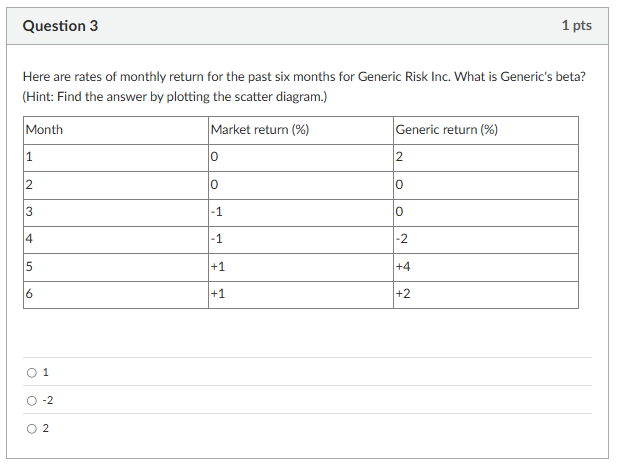 Question 3 1 pts
Here are rates of monthly return for the past six months for Generic Risk Inc. What is Generic's beta?
(Hint: Find the answer by plotting the scatter diagram.)
Month Market return (%) Generic return (%)
1 0 2
2 0 0
3 -1 0
4 -1 -2
5 +1 +4
6 +1 +2
1
-2
2